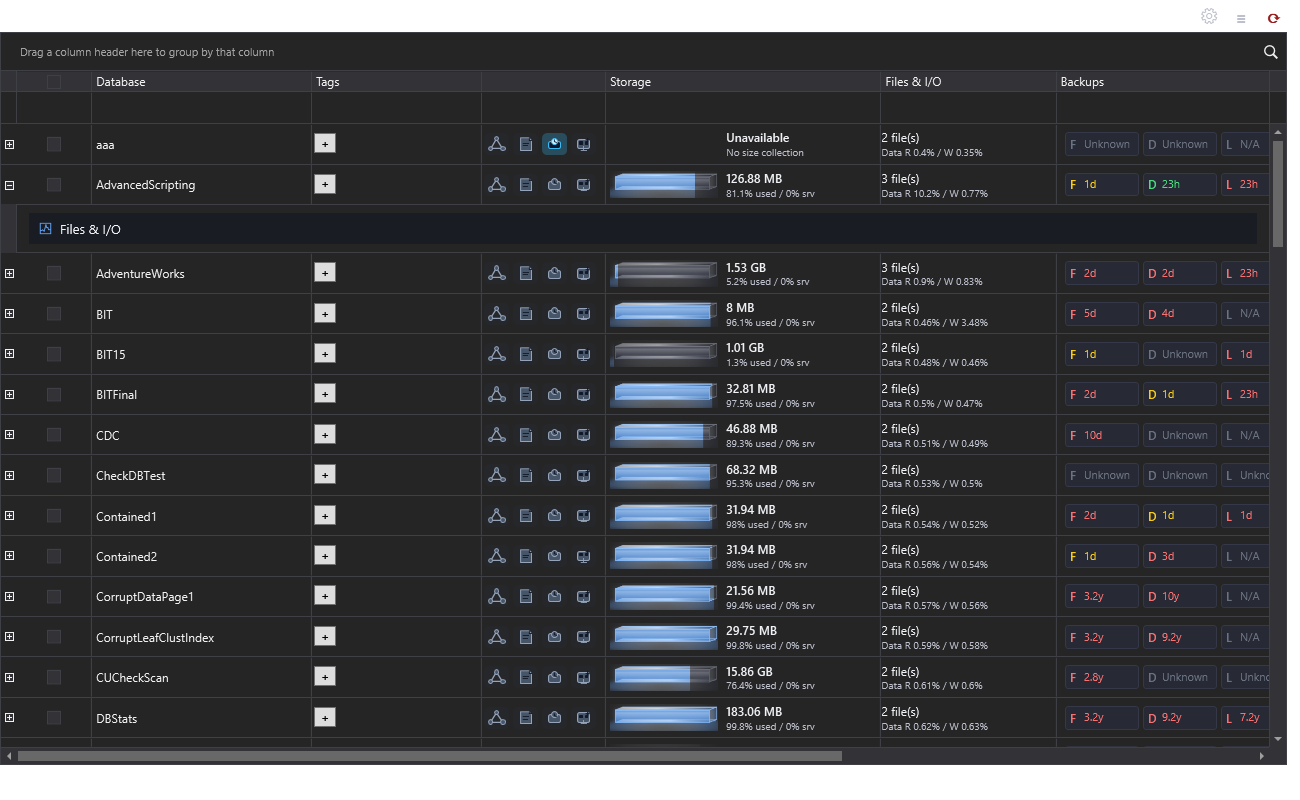 Drag a column header here to group by that column
Database Tags Storage Files & I/O Backups
aaa + Unavailable 2 file(s) F Unknown D Unknown L N/A
No size collection Data R 0.4% / W 0.35%
AdvancedScripting + 126.88 MB 3 file(s) F 1d D 23h L 23h
81.1% used / 0% srv Data R 10.2% / W 0.77%
Files & I/O
AdventureWorks + 1.53 GB 3 file(s) F 2d D 2d L 23h
5.2% used / 0% srv Data R 0.9% / W 0.83%
BIT + 8 MB 2 file(s) F 5d D 4d L N/A
96.1% used / 0% srv Data R 0.46% / W 3.48%
BIT15 + 1.01 GB 2 file(s) F 1d D Unknown L 1d
1.3% used / 0% srv Data R 0.48% / W 0.46%
BITFinal + 32.81 MB 2 file(s) F 2d D 1d L 23h
97.5% used / 0% srv Data R 0.5% / W 0.47%
CDC + 46.88 MB 2 file(s) F 10d D Unknown L N/A
89.3% used / 0% srv Data R 0.51% / W 0.49%
CheckDBTest + 68.32 MB 2 file(s) F Unknown D Unknown L Unkno
95.3% used / 0% srv Data R 0.53% / W 0.5%
Contained1 + 31.94 MB 2 file(s) F 2d D 1d L 1d
98% used / 0% srv Data R 0.54% / W 0.52%
Contained2 + 31.94 MB 2 file(s) F 1d D 3d L N/A
98% used / 0% srv Data R 0.56% / W 0.54%
CorruptDataPage1 + 21.56 MB 2 file(s) F 3.2y D 10y L N/A
99.4% used / 0% srv Data R 0.57% / W 0.56%
CorruptLeafClustIndex + 29.75 MB 2 file(s) F 3.2y D 9.2y L N/A
99.8% used / 0% srv Data R 0.59% / W 0.58%
CUCheckScan + 15.86 GB 2 file(s) F 2.8y D Unknown L Unkno
76.4% used / 0% srv Data R 0.61% / W 0.6%
DBStats + 183.06 MB 2 file(s) F 3.2y D 9.2y L 7.2y
99.8% used / 0% srv Data R 0.62% / W 0.63%